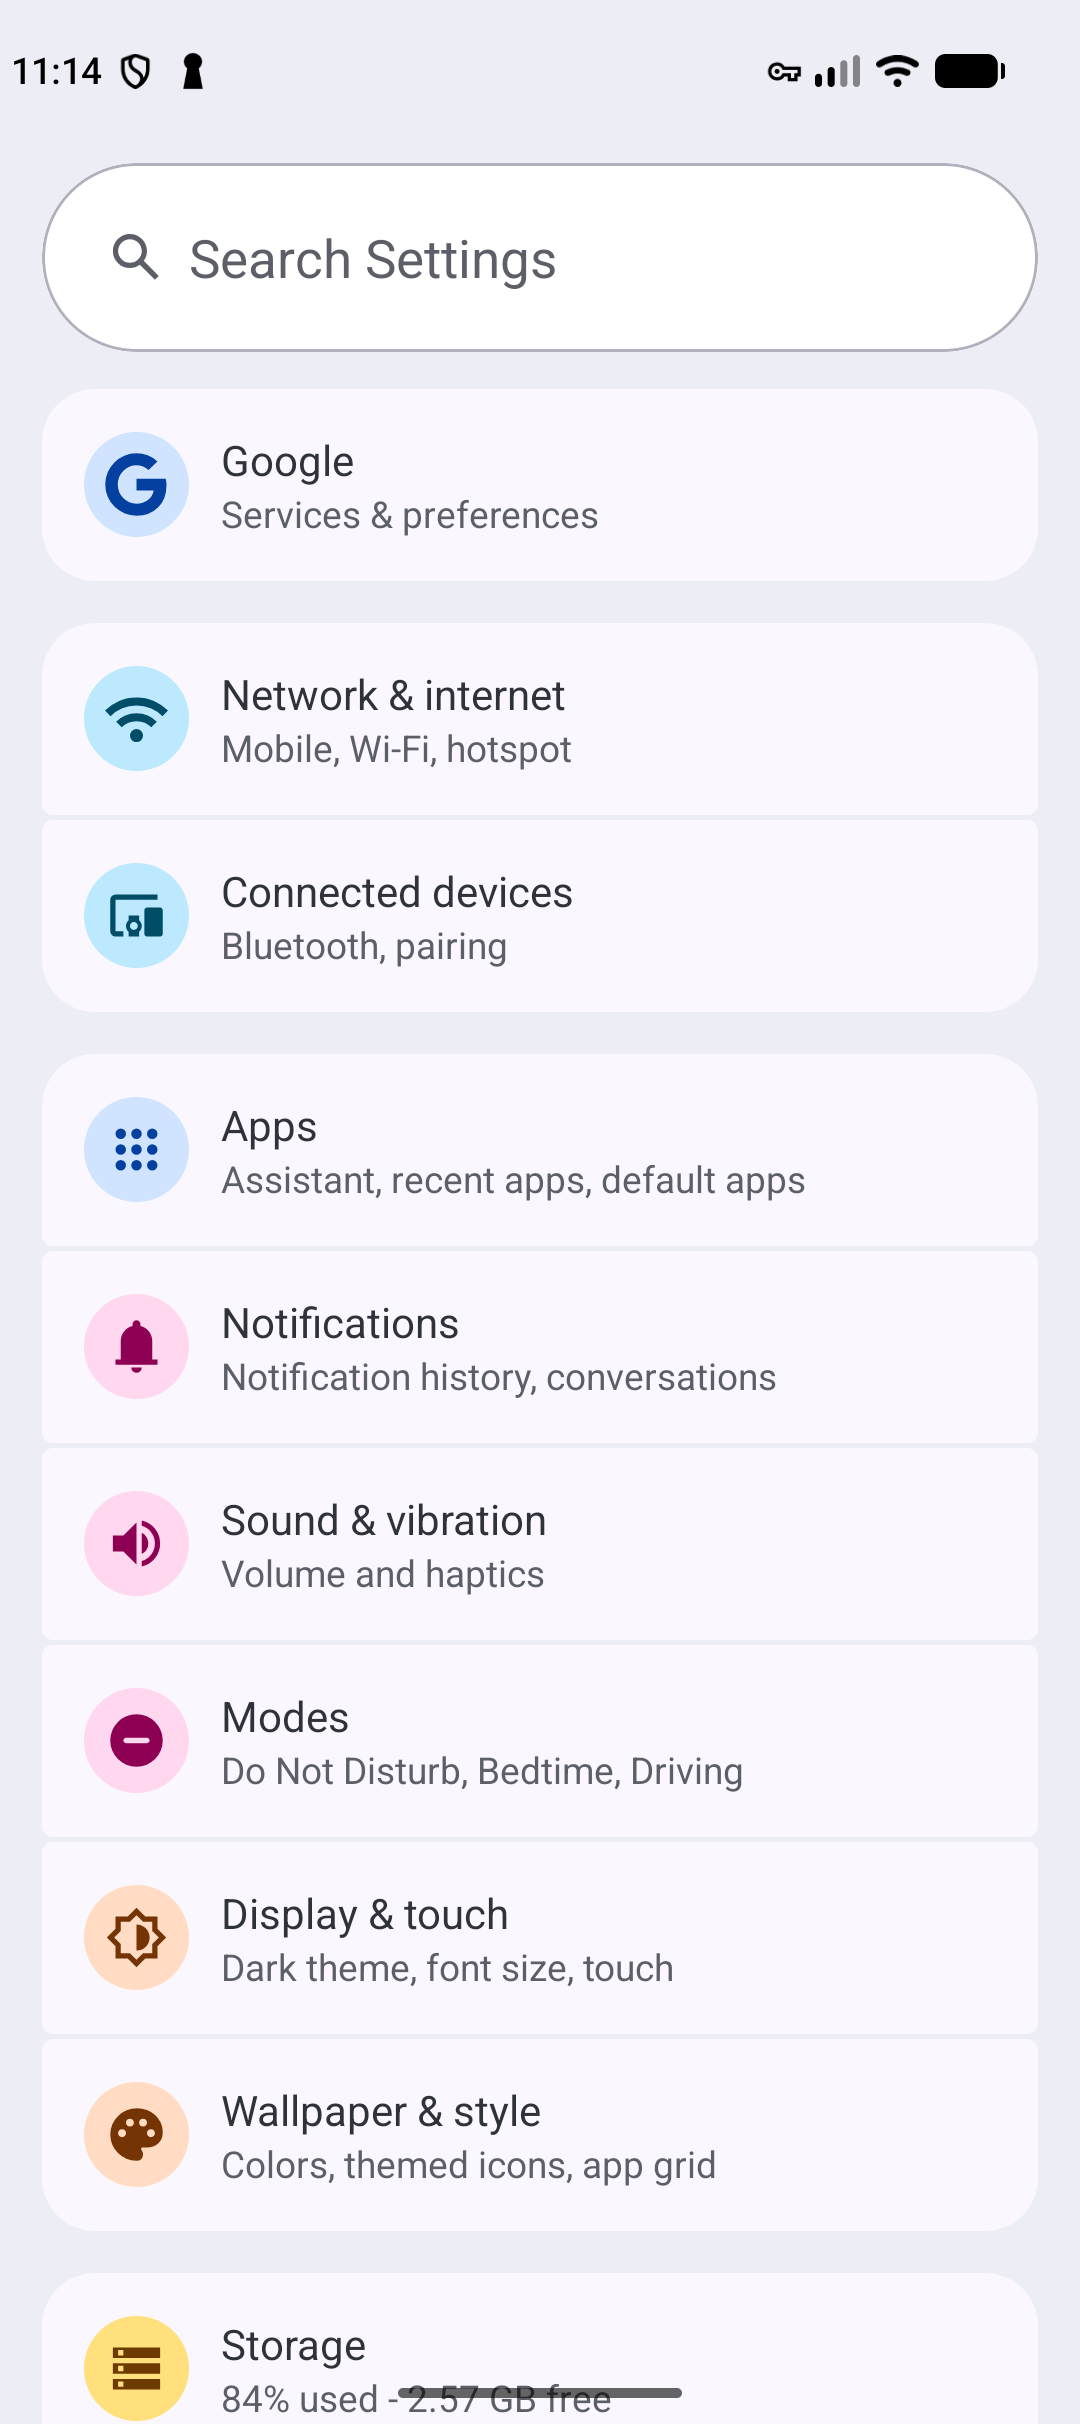 11:14
Search Settings
Google
Services & preferences
Network & internet
Mobile, Wi-Fi, hotspot
Connected devices
Bluetooth, pairing
Apps
Assistant, recent apps, default apps
Notifications
Notification history, conversations
Sound & vibration
Volume and haptics
Modes
Do Not Disturb, Bedtime, Driving
Display & touch
Dark theme, font size, touch
Wallpaper & style
Colors, themed icons, app grid
Storage
84% used - 2.57 GB free